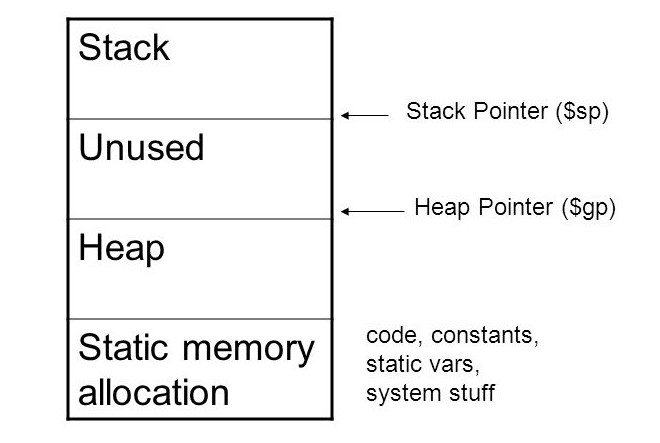 Stack
Stack Pointer ($sp)
Unused
Heap Pointer ($gp)
Heap
Static memory
allocation
code, constants,
static vars,
system stuff